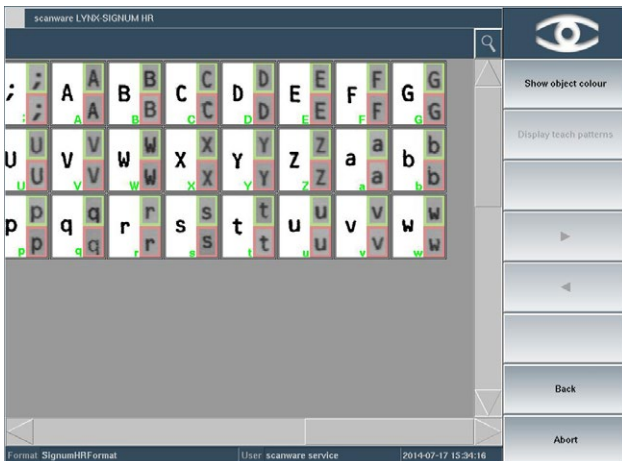 scanware LYNX-SIGNUM HR
Show object colour
Display teach patterns
; ; ; ; A A A A B B B B C C C C D D D D E E E E F F F F G G G G
U U U U V V V V W W W W X X X X Y Y Y Y Z Z Z Z a a a a b b b b
p p p p q q q q r r r r s s s s t t t t u u u u v v v v w w w w
Back
Abort
Format SignumHRFormat
User scanware service
2014-07-17 15:34:16